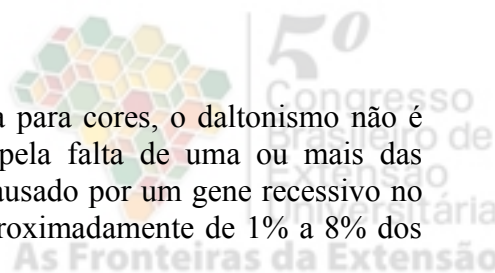 5º
Congresso
Brasileiro de
Extensão
Universitária
As Fronteiras da Extensão
a para cores, o daltonismo não é
pela falta de uma ou mais das
ausado por um gene recessivo no
roximadamente de 1% a 8% dos